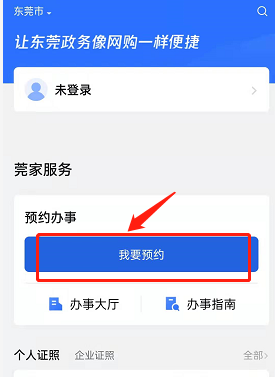 东莞市
让东莞政务像网购一样便捷
未登录
莞家服务
预约办事
我要预约
办事大厅 办事指南
个人证照 企业证照 全部